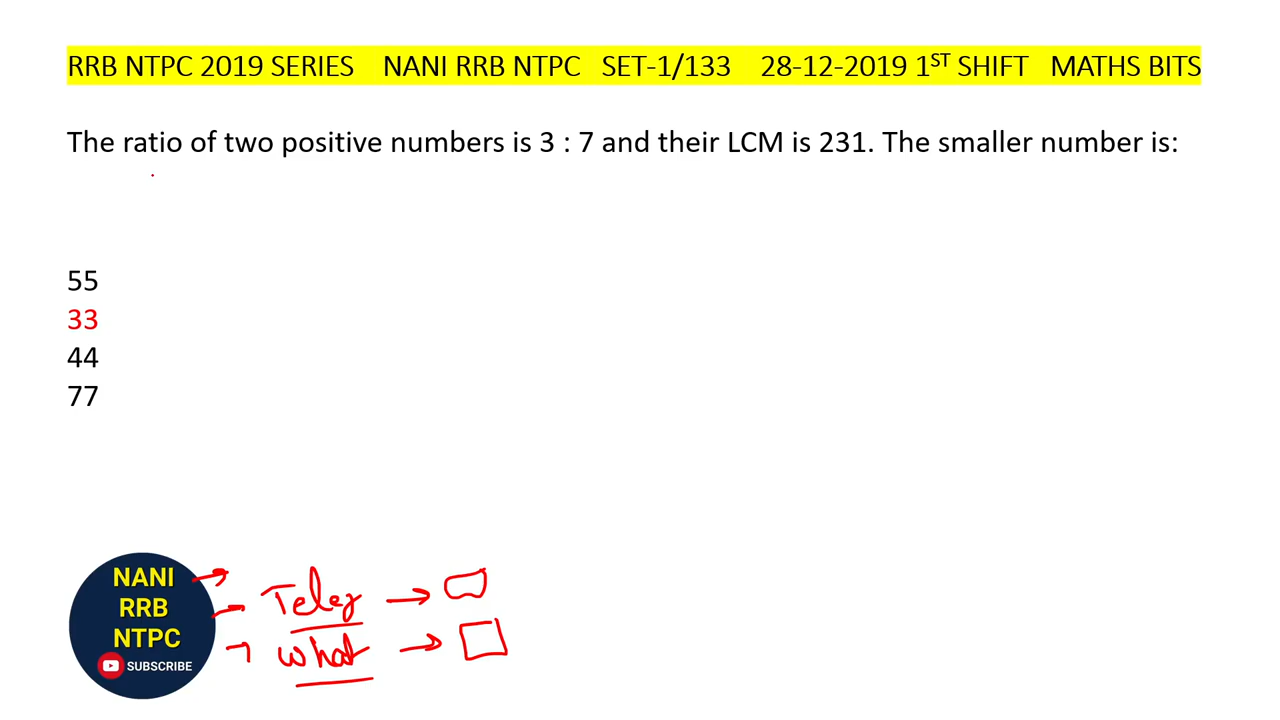 RRB NTPC 2019 SERIES NANI RRB NTPC SET-1/133 28-12-2019 1ST SHIFT MATHS BITS
The ratio of two positive numbers is 3 : 7 and their LCM is 231. The smaller number is:
55
33
44
77
NANI
RRB
NTPC
SUBSCRIBE
Teleg
what